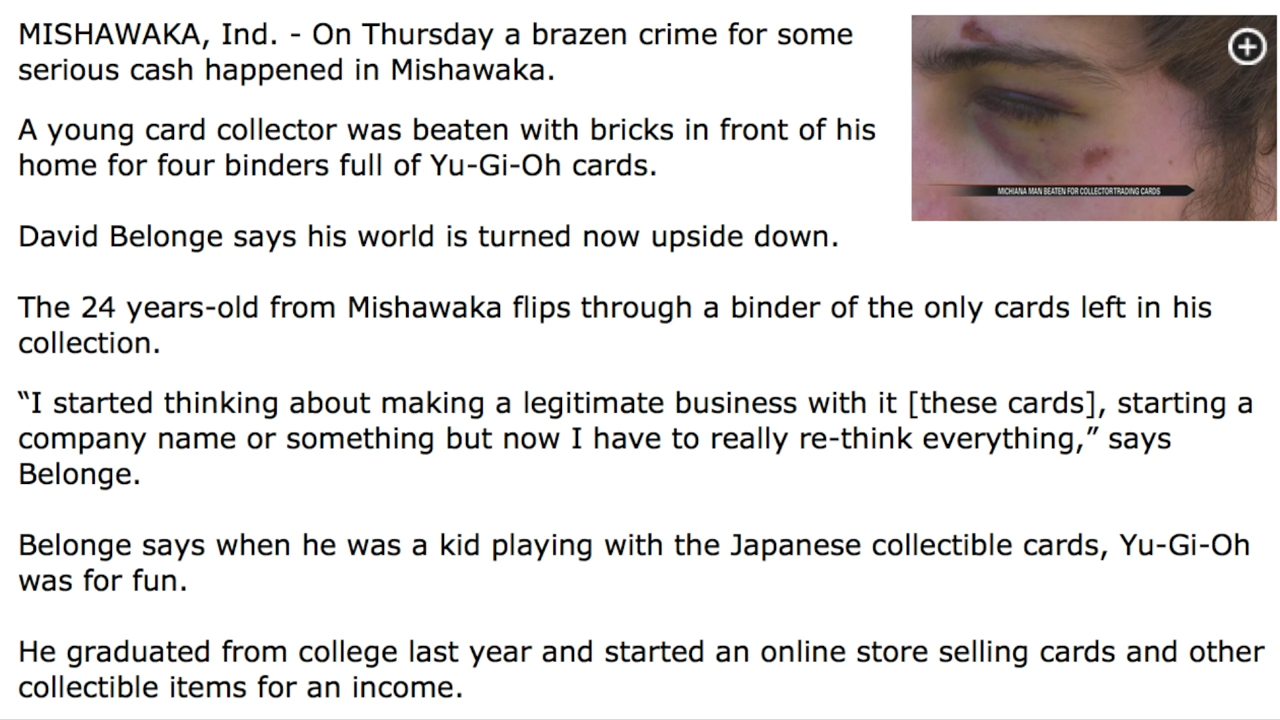 MISHAWAKA, Ind. - On Thursday a brazen crime for some
serious cash happened in Mishawaka.
A young card collector was beaten with bricks in front of his
home for four binders full of Yu-Gi-Oh cards.
MICHIANA MAN BEATEN FOR COLLECTOR TRADING CARDS
David Belonge says his world is turned now upside down.
The 24 years-old from Mishawaka flips through a binder of the only cards left in his
collection.
“I started thinking about making a legitimate business with it [these cards], starting a
company name or something but now I have to really re-think everything,” says
Belonge.
Belonge says when he was a kid playing with the Japanese collectible cards, Yu-Gi-Oh
was for fun.
He graduated from college last year and started an online store selling cards and other
collectible items for an income.